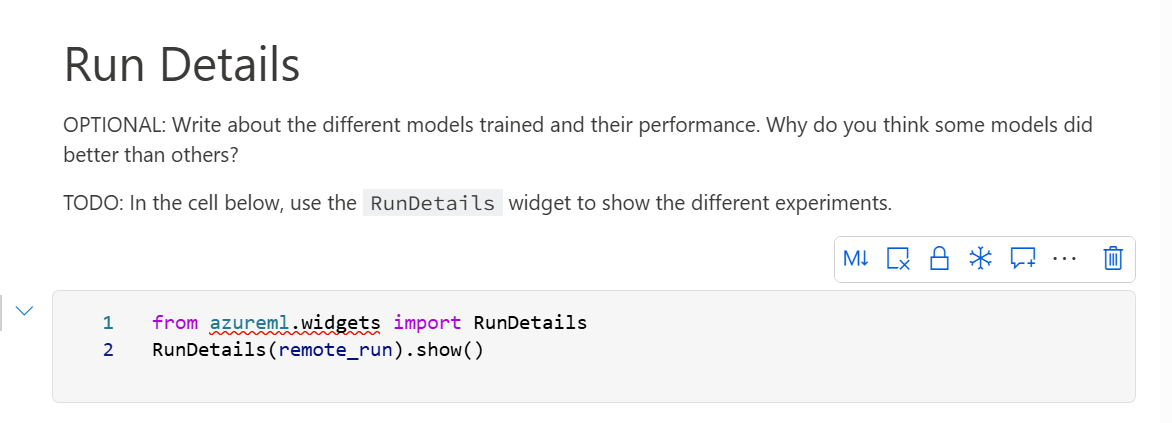 Run Details
OPTIONAL: Write about the different models trained and their performance. Why do you think some models did
better than others?
TODO: In the cell below, use the RunDetails widget to show the different experiments.
M↓
1 from azureml.widgets import RunDetails
2 RunDetails(remote_run).show()